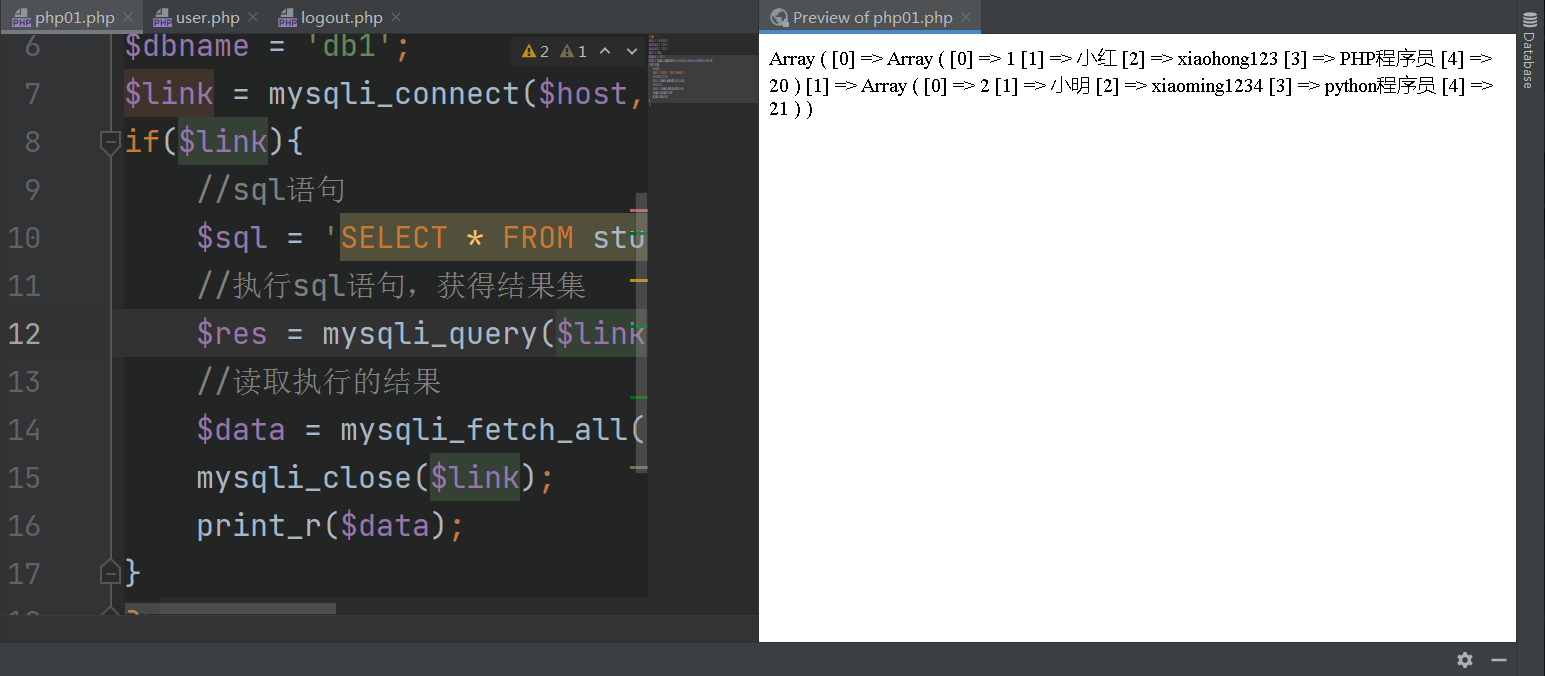 php01.php
user.php
logout.php
6 $dbname = 'db1';
2 1
7 $link = mysqli_connect($host,
8 if($link){
9 //sql语句
10 $sql = 'SELECT * FROM stu
11 //执行sql语句，获得结果集
12 $res = mysqli_query($link
13 //读取执行的结果
14 $data = mysqli_fetch_all(
15 mysqli_close($link);
16 print_r($data);
17 }
Preview of php01.php
Array ( [0] => Array ( [0] => 1 [1] => 小红 [2] => xiaohong123 [3] => PHP程序员 [4] =>
20 ) [1] => Array ( [0] => 2 [1] => 小明 [2] => xiaoming1234 [3] => python程序员 [4] =>
21 ) )
Database